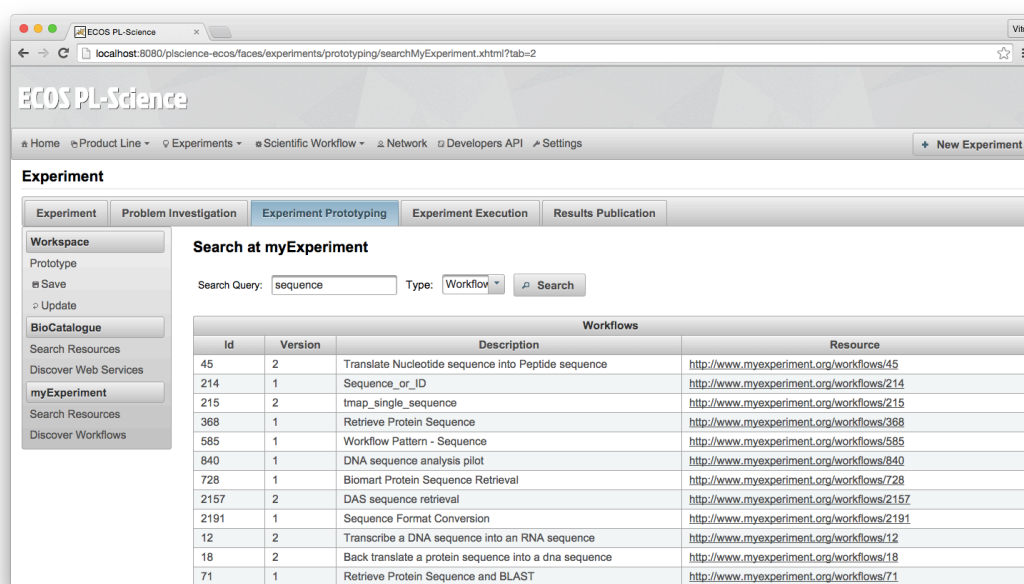 ECOS PL-Science
localhost:8080/plscience-ecos/faces/experiments/prototyping/searchMyExperiment.xhtml?tab=2
ECOS PL-Science
Home Product Line Experiments Scientific Workflow Network Developers API Settings + New Experiment
Experiment
Experiment Problem Investigation Experiment Prototyping Experiment Execution Results Publication
Workspace
Prototype
Save
Update
BioCatalogue
Search Resources
Discover Web Services
myExperiment
Search Resources
Discover Workflows
Search at myExperiment
Search Query: sequence Type: Workflow Search
Workflows
Id Version Description Resource
45 2 Translate Nucleotide sequence into Peptide sequence http://www.myexperiment.org/workflows/45
214 1 Sequence_or_ID http://www.myexperiment.org/workflows/214
215 2 tmap_single_sequence http://www.myexperiment.org/workflows/215
368 1 Retrieve Protein Sequence http://www.myexperiment.org/workflows/368
585 1 Workflow Pattern - Sequence http://www.myexperiment.org/workflows/585
840 1 DNA sequence analysis pilot http://www.myexperiment.org/workflows/840
728 1 Biomart Protein Sequence Retrieval http://www.myexperiment.org/workflows/728
2157 2 DAS sequence retrieval http://www.myexperiment.org/workflows/2157
2191 1 Sequence Format Conversion http://www.myexperiment.org/workflows/2191
12 2 Transcribe a DNA sequence into an RNA sequence http://www.myexperiment.org/workflows/12
18 2 Back translate a protein sequence into a dna sequence http://www.myexperiment.org/workflows/18
71 1 Retrieve Protein Sequence and BLAST http://www.myexperiment.org/workflows/71